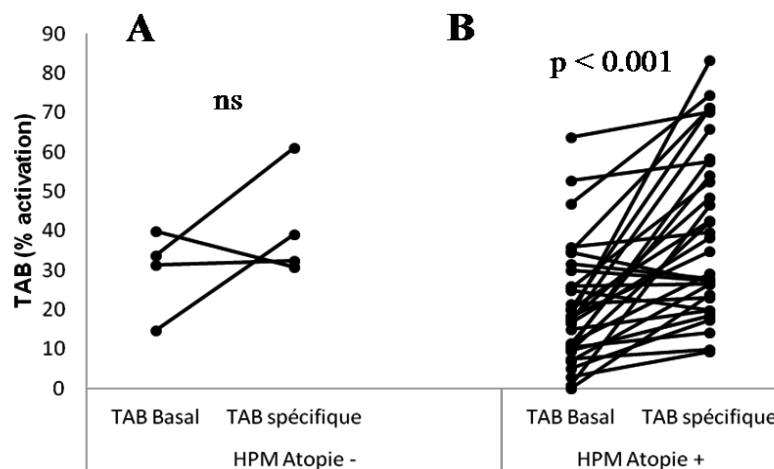 A
B
ns
p < 0.001
TAB (% activation)
90
80
70
60
50
40
30
20
10
0
TAB Basal TAB spécifique TAB Basal TAB spécifique
HPM Atopie - HPM Atopie +